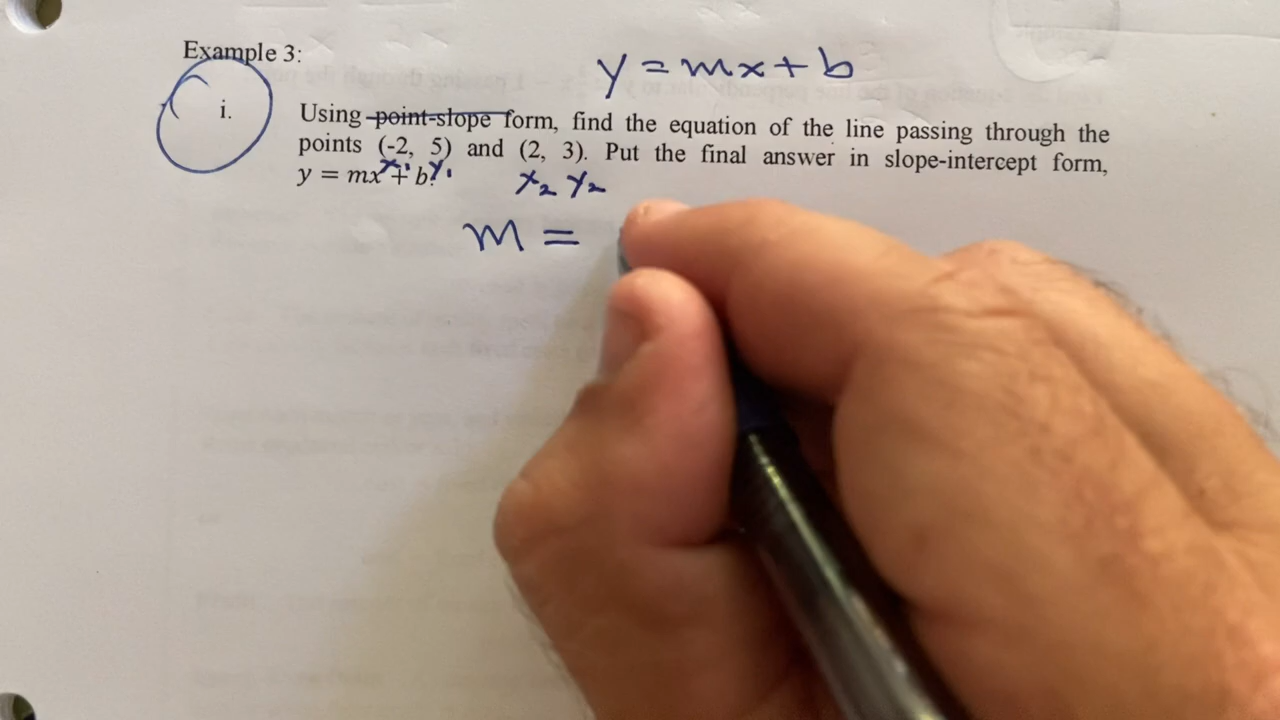 Example 3:
y = mx + b
i. Using point-slope form, find the equation of the line passing through the
points (-2, 5) and (2, 3). Put the final answer in slope-intercept form,
y = mx + b.
x₁ y₁
x₂ y₂
m =